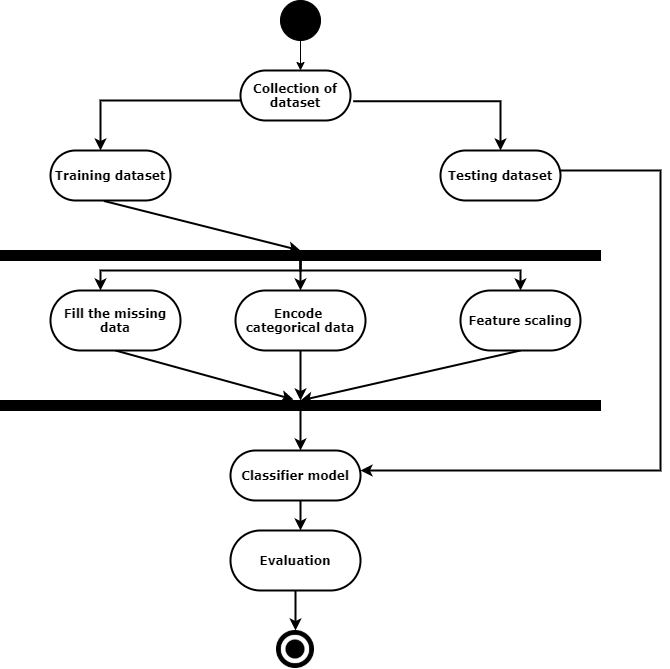 Collection of
dataset
Training dataset
Testing dataset
Fill the missing
data
Encode
categorical data
Feature scaling
Classifier model
Evaluation